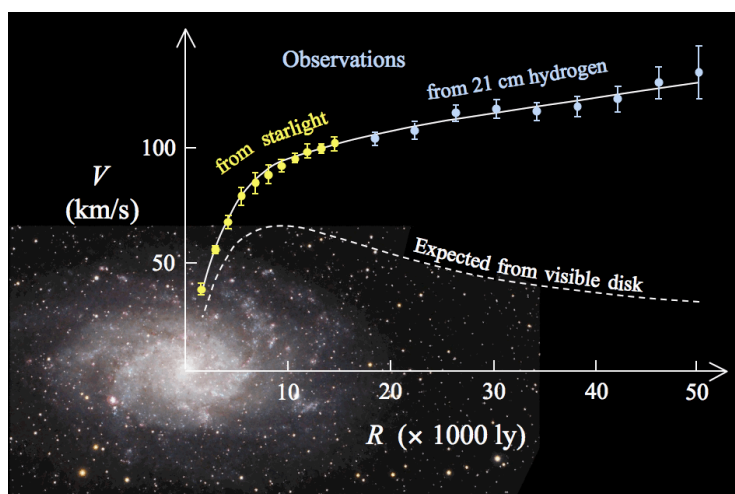 Observations
from 21 cm hydrogen
from starlight
100
V
(km/s)
50
Expected from visible disk
10
20
30
40
50
R (× 1000 ly)